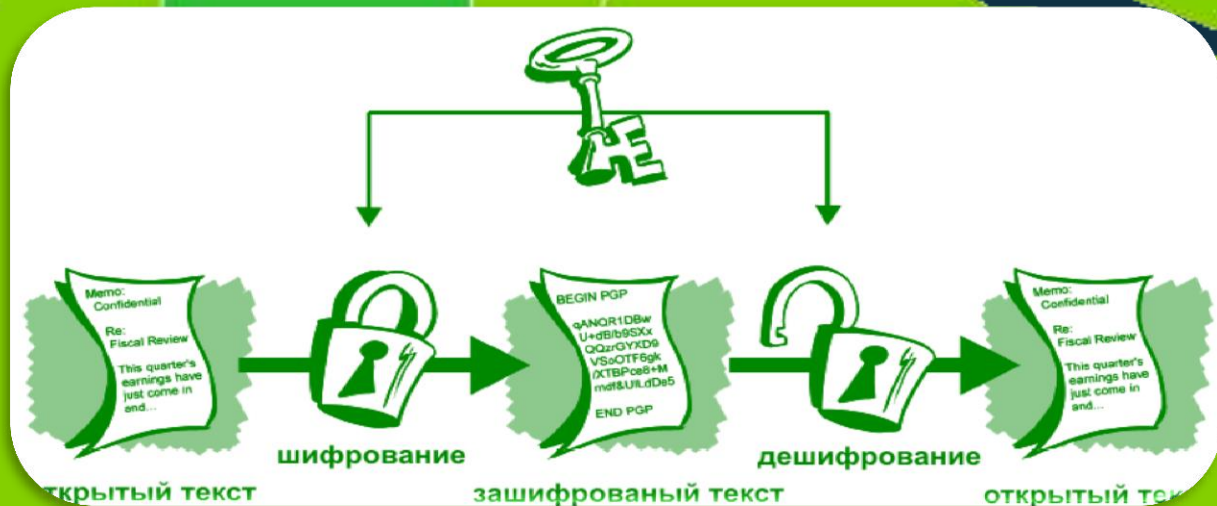 Memo:
Confidential
Re:
Fiscal Review
This quarter's
earnings have
just come in
and...
BEGIN PGP
qANQR1DBw
U+dB/b9SXx
QQzrGYXD9
VSoOTF6gk
/XTBPce8+M
mdf&UILdDe5
END PGP
Memo:
Confidential
Re:
Fiscal Review
This quarter's
earnings have
just come in
and...
шифрование
дешифрование
ткрытый текст
зашифрованый текст
открытый тек